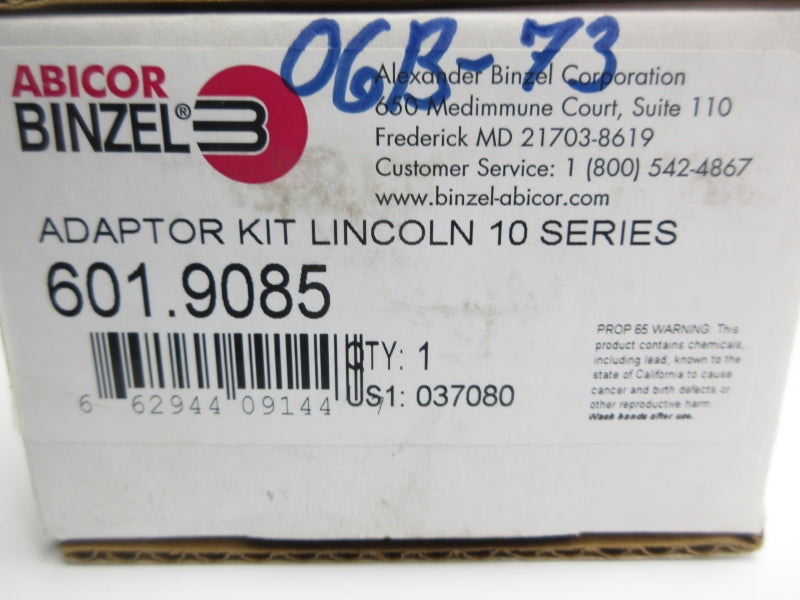 06B-73
ABICOR
BINZEL®
Alexander Binzel Corporation
650 Medimmune Court, Suite 110
Frederick MD 21703-8619
Customer Service: 1 (800) 542-4867
www.binzel-abicor.com
ADAPTOR KIT LINCOLN 10 SERIES
601.9085
QTY: 1
US1: 037080
6 62944 09144
PROP 65 WARNING: This
product contains chemicals,
including lead, known to the
state of California to cause
cancer and birth defects or
other reproductive harm.
Wash hands after use.